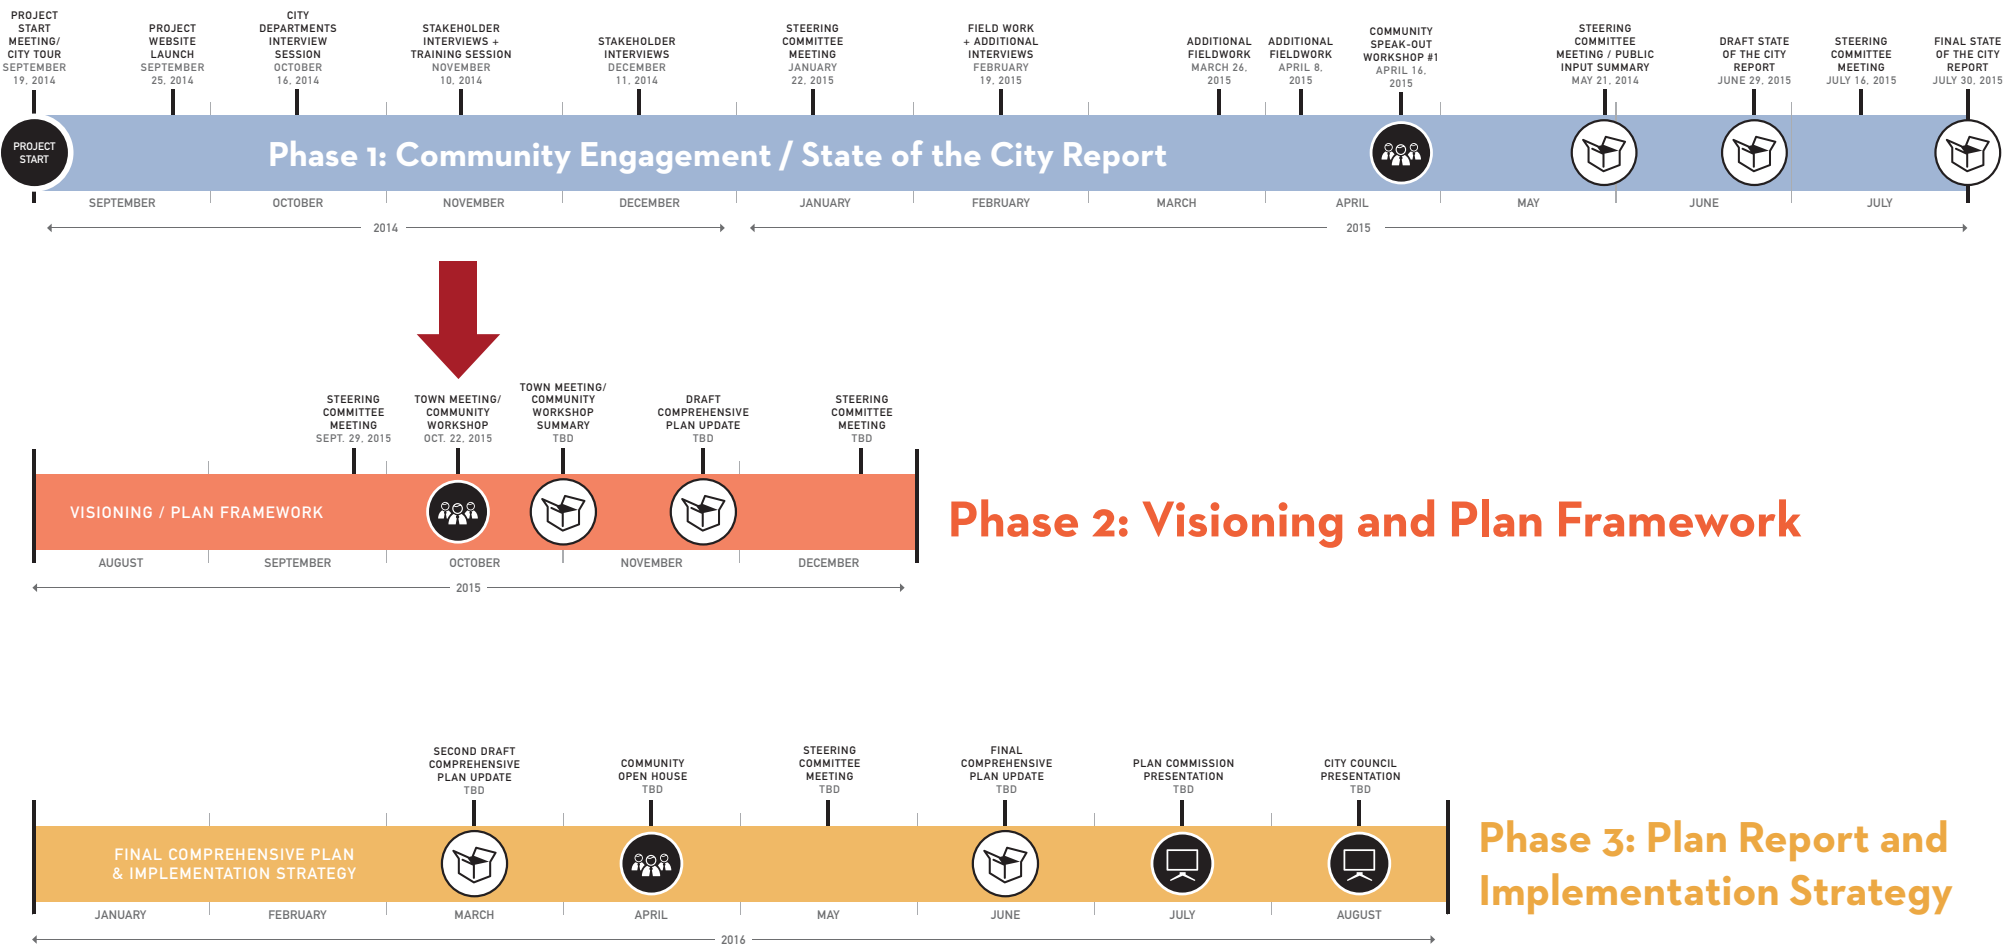 PROJECT
START
MEETING/
CITY TOUR
SEPTEMBER
19, 2014
PROJECT
WEBSITE
LAUNCH
SEPTEMBER
25, 2014
CITY
DEPARTMENTS
INTERVIEW
SESSION
OCTOBER
16, 2014
STAKEHOLDER
INTERVIEWS +
TRAINING SESSION
NOVEMBER
10, 2014
STAKEHOLDER
INTERVIEWS
DECEMBER
11, 2014
STEERING
COMMITTEE
MEETING
JANUARY
22, 2015
FIELD WORK
+ ADDITIONAL
INTERVIEWS
FEBRUARY
19, 2015
ADDITIONAL
FIELDWORK
MARCH 26,
2015
ADDITIONAL
FIELDWORK
APRIL 8,
2015
COMMUNITY
SPEAK-OUT
WORKSHOP #1
APRIL 16,
2015
STEERING
COMMITTEE
MEETING / PUBLIC
INPUT SUMMARY
MAY 21, 2014
DRAFT STATE
OF THE CITY
REPORT
JUNE 29, 2015
STEERING
COMMITTEE
MEETING
JULY 16, 2015
FINAL STATE
OF THE CITY
REPORT
JULY 30, 2015
PROJECT
START
Phase 1: Community Engagement / State of the City Report
SEPTEMBER
OCTOBER
NOVEMBER
DECEMBER
JANUARY
FEBRUARY
MARCH
APRIL
MAY
JUNE
JULY
2014
2015
STEERING
COMMITTEE
MEETING
SEPT. 29, 2015
TOWN MEETING/
COMMUNITY
WORKSHOP
OCT. 22, 2015
TOWN MEETING/
COMMUNITY
WORKSHOP
SUMMARY
TBD
DRAFT
COMPREHENSIVE
PLAN UPDATE
TBD
STEERING
COMMITTEE
MEETING
TBD
VISIONING / PLAN FRAMEWORK
Phase 2: Visioning and Plan Framework
AUGUST
SEPTEMBER
OCTOBER
NOVEMBER
DECEMBER
2015
SECOND DRAFT
COMPREHENSIVE
PLAN UPDATE
TBD
COMMUNITY
OPEN HOUSE
TBD
STEERING
COMMITTEE
MEETING
TBD
FINAL
COMPREHENSIVE
PLAN UPDATE
TBD
PLAN COMMISSION
PRESENTATION
TBD
CITY COUNCIL
PRESENTATION
TBD
FINAL COMPREHENSIVE PLAN
& IMPLEMENTATION STRATEGY
Phase 3: Plan Report and
Implementation Strategy
JANUARY
FEBRUARY
MARCH
APRIL
MAY
JUNE
JULY
AUGUST
2016